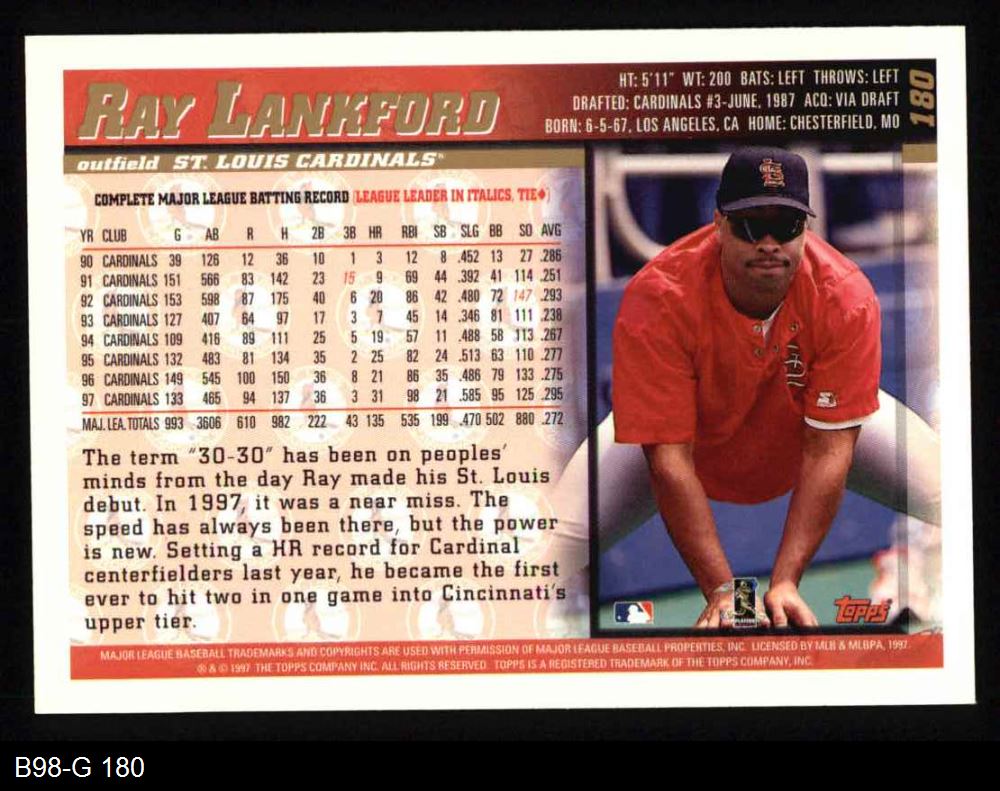 RAY LANKFORD
HT: 5'11" WT: 200 BATS: LEFT THROWS: LEFT
DRAFTED: CARDINALS #3-JUNE, 1987 ACQ: VIA DRAFT
BORN: 6-5-67, LOS ANGELES, CA HOME: CHESTERFIELD, MO
180
outfield ST. LOUIS CARDINALS™
COMPLETE MAJOR LEAGUE BATTING RECORD (LEAGUE LEADER IN ITALICS, TIE♦)
YR CLUB G AB R H 2B 3B HR RBI SB SLG BB SO AVG
90 CARDINALS 39 126 12 36 10 1 3 12 8 .452 13 27 .286
91 CARDINALS 151 566 83 142 23 15 9 69 44 .392 41 114 .251
92 CARDINALS 153 598 87 175 40 6 20 86 42 .480 72 147 .293
93 CARDINALS 127 407 64 97 17 3 7 45 14 .346 81 111 .238
94 CARDINALS 109 416 89 111 25 5 19 57 11 .488 58 113 .267
95 CARDINALS 132 483 81 134 35 2 25 82 24 .513 63 110 .277
96 CARDINALS 149 545 100 150 36 8 21 86 35 .486 79 133 .275
97 CARDINALS 133 465 94 137 36 3 31 98 21 .585 95 125 .295
MAJ. LEA. TOTALS 993 3606 610 982 222 43 135 535 199 .470 502 880 .272
The term "30-30" has been on peoples'
minds from the day Ray made his St. Louis
debut. In 1997, it was a near miss. The
speed has always been there, but the power
is new. Setting a HR record for Cardinal
centerfielders last year, he became the first
ever to hit two in one game into Cincinnati's
upper tier.
Topps
MAJOR LEAGUE BASEBALL TRADEMARKS AND COPYRIGHTS ARE USED WITH PERMISSION OF MAJOR LEAGUE BASEBALL PROPERTIES, INC. LICENSED BY MLB & MLBPA, 1997.
® & © 1997 THE TOPPS COMPANY INC. ALL RIGHTS RESERVED. TOPPS IS A REGISTERED TRADEMARK OF THE TOPPS COMPANY, INC.
B98-G 180